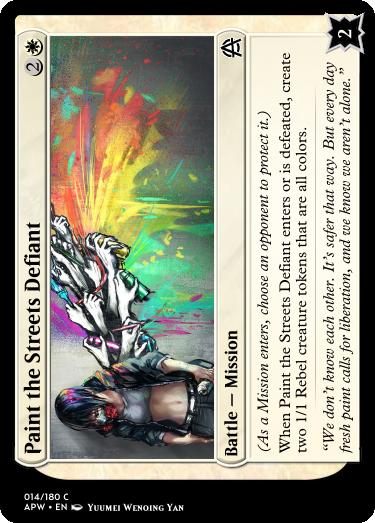 Paint the Streets Defiant
2
Battle — Mission
(As a Mission enters, choose an opponent to protect it.)
When Paint the Streets Defiant enters or is defeated, create
two 1/1 Rebel creature tokens that are all colors.
“We don’t know each other. It’s safer that way. But every day
fresh paint calls for liberation, and we know we aren’t alone.”
2
014/180 C
APW • EN Yuumei Wenqing Yan